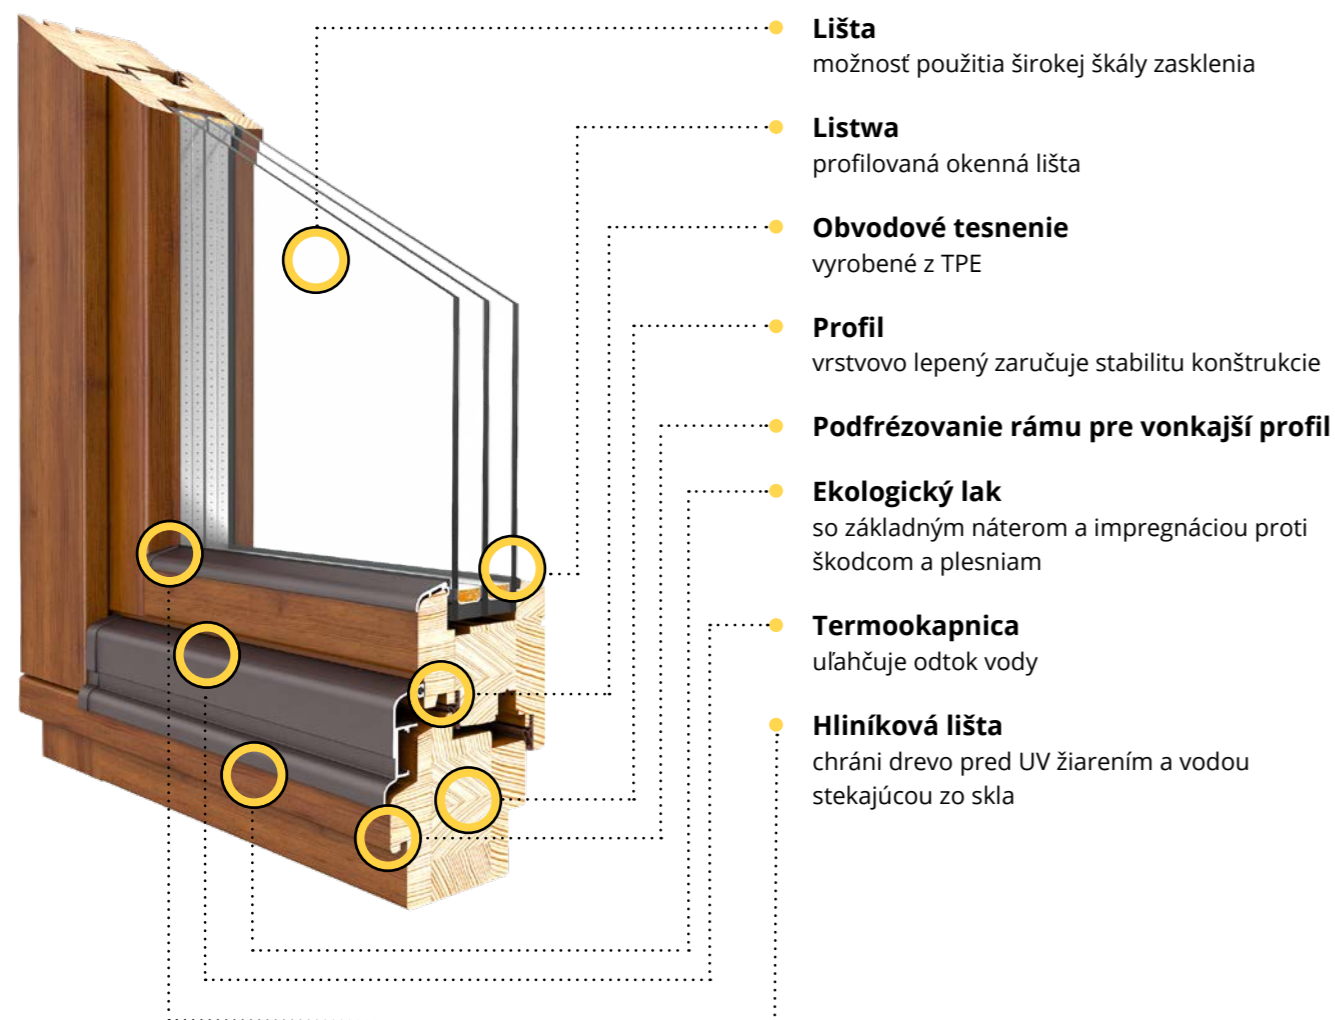 Lišta
možnosť použitia širokej škály zasklenia
Listwa
profilovaná okenná lišta
Obvodové tesnenie
vyrobené z TPE
Profil
vrstvovo lepený zaručuje stabilitu konštrukcie
Podfrézovanie rámu pre vonkajší profil
Ekologický lak
so základným náterom a impregnáciou proti
škodcom a plesniam
Termookapnica
uľahčuje odtok vody
Hliníková lišta
chráni drevo pred UV žiarením a vodou
stekajúcou zo skla